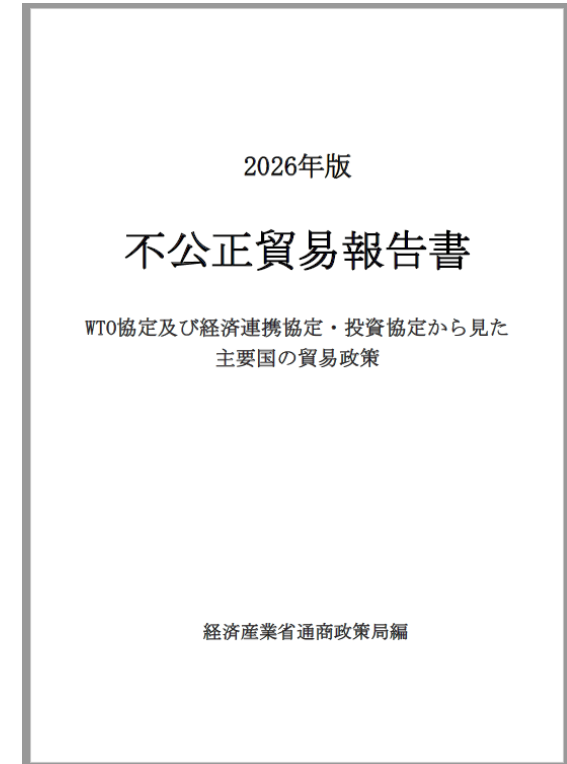 2026年版
不公正貿易報告書
WTO協定及び経済連携協定・投資協定から見た
主要国の貿易政策
経済産業省通商政策局編